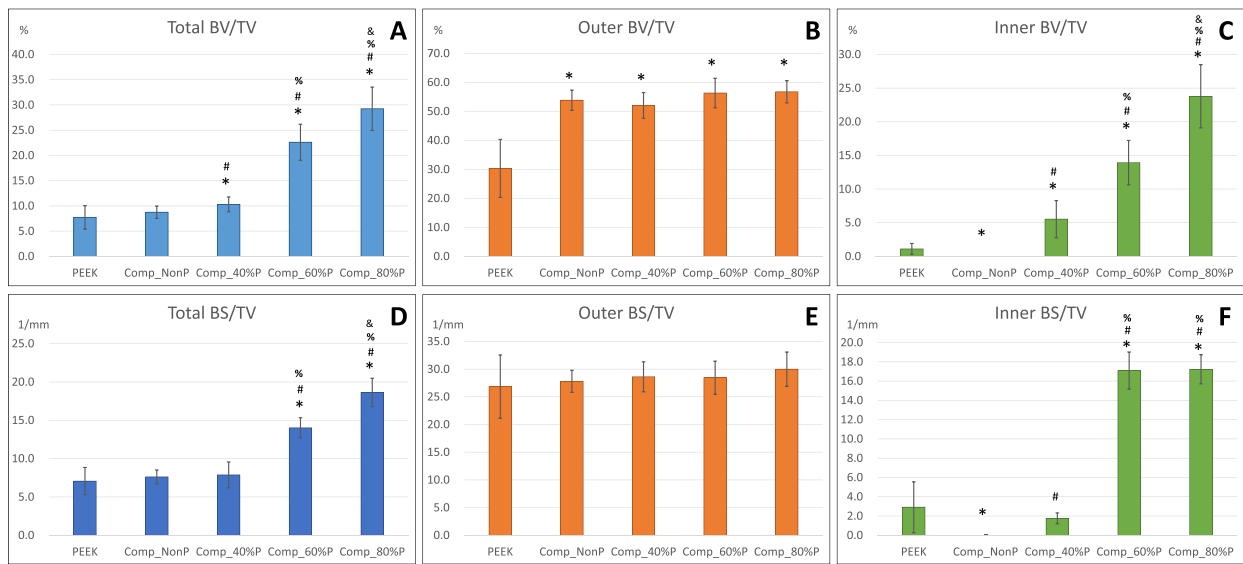 Total BV/TV
A
%
40.0
35.0
30.0
25.0
20.0
15.0
10.0
5.0
0.0
#
*
%
#
*
&
%
#
*
PEEK
Comp_NonP
Comp_40%P
Comp_60%P
Comp_80%P
Outer BV/TV
B
%
70.0
60.0
50.0
40.0
30.0
20.0
10.0
0.0
*
*
*
*
PEEK
Comp_NonP
Comp_40%P
Comp_60%P
Comp_80%P
Inner BV/TV
C
%
30.0
25.0
20.0
15.0
10.0
5.0
0.0
*
#
*
%
#
*
&
%
#
*
PEEK
Comp_NonP
Comp_40%P
Comp_60%P
Comp_80%P
Total BS/TV
D
1/mm
25.0
20.0
15.0
10.0
5.0
0.0
%
#
*
&
%
#
*
PEEK
Comp_NonP
Comp_40%P
Comp_60%P
Comp_80%P
Outer BS/TV
E
1/mm
35.0
30.0
25.0
20.0
15.0
10.0
5.0
0.0
PEEK
Comp_NonP
Comp_40%P
Comp_60%P
Comp_80%P
Inner BS/TV
F
1/mm
20.0
18.0
16.0
14.0
12.0
10.0
8.0
6.0
4.0
2.0
0.0
*
#
%
#
*
%
#
*
PEEK
Comp_NonP
Comp_40%P
Comp_60%P
Comp_80%P